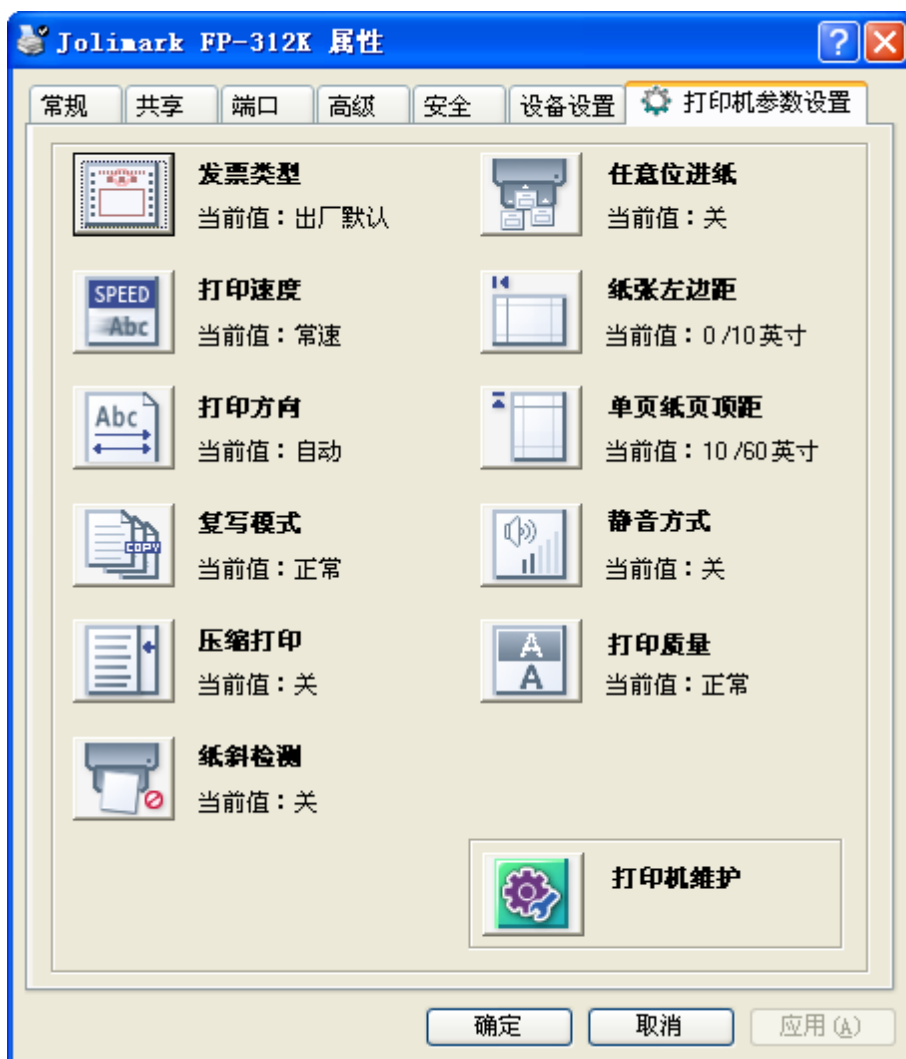 Jolimark FP-312K 属性
常规 共享 端口 高级 安全 设备设置 打印机参数设置
发票类型
当前值：出厂默认
任意位进纸
当前值：关
SPEED
Abc
打印速度
当前值：常速
纸张左边距
当前值：0 /10 英寸
Abc
打印方向
当前值：自动
单页纸页顶距
当前值：10 /60 英寸
COPY
复写模式
当前值：正常
静音方式
当前值：关
压缩打印
当前值：关
A
A
打印质量
当前值：正常
纸斜检测
当前值：关
打印机维护
确定 取消 应用(A)